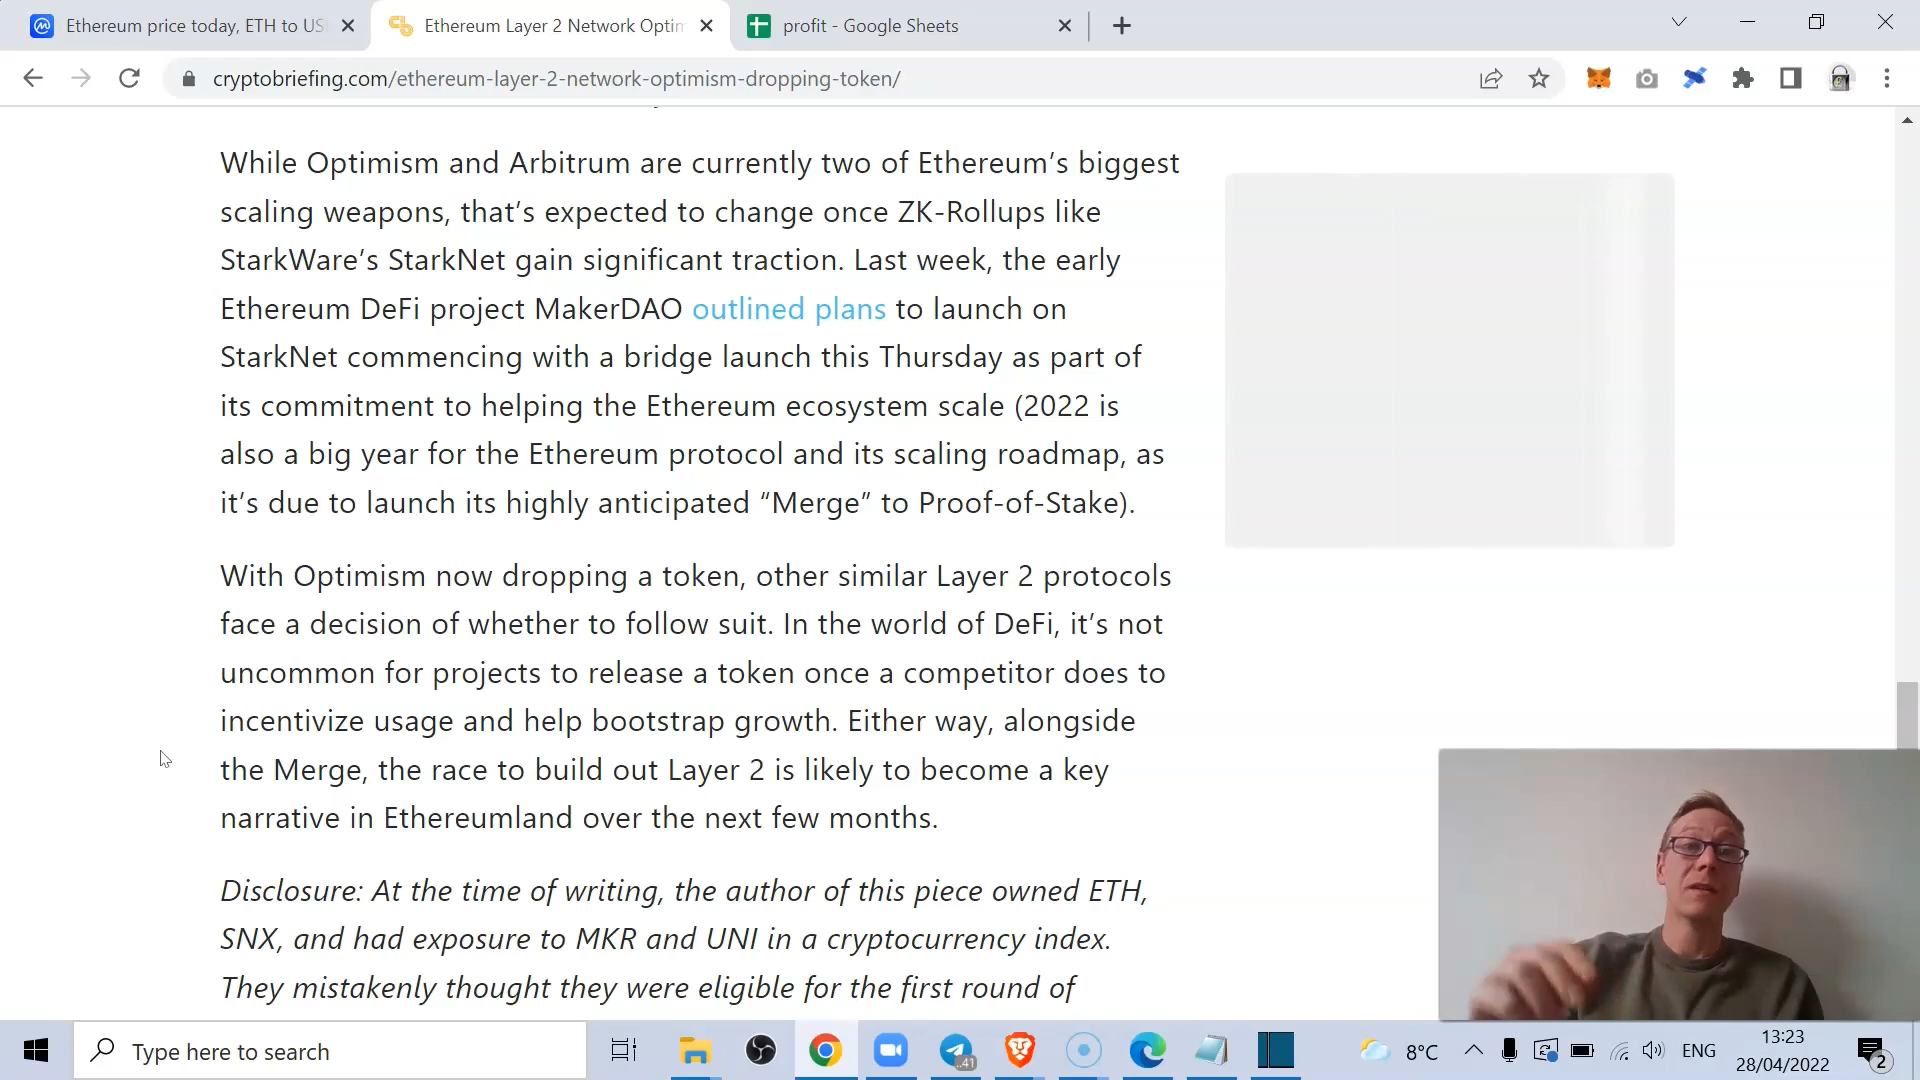 Ethereum price today, ETH to US
Ethereum Layer 2 Network Optim
profit - Google Sheets
cryptobriefing.com/ethereum-layer-2-network-optimism-dropping-token/
While Optimism and Arbitrum are currently two of Ethereum’s biggest
scaling weapons, that’s expected to change once ZK-Rollups like
StarkWare’s StarkNet gain significant traction. Last week, the early
Ethereum DeFi project MakerDAO outlined plans to launch on
StarkNet commencing with a bridge launch this Thursday as part of
its commitment to helping the Ethereum ecosystem scale (2022 is
also a big year for the Ethereum protocol and its scaling roadmap, as
it’s due to launch its highly anticipated “Merge” to Proof-of-Stake).
With Optimism now dropping a token, other similar Layer 2 protocols
face a decision of whether to follow suit. In the world of DeFi, it’s not
uncommon for projects to release a token once a competitor does to
incentivize usage and help bootstrap growth. Either way, alongside
the Merge, the race to build out Layer 2 is likely to become a key
narrative in Ethereumland over the next few months.
Disclosure: At the time of writing, the author of this piece owned ETH,
SNX, and had exposure to MKR and UNI in a cryptocurrency index.
They mistakenly thought they were eligible for the first round of
Type here to search
41
8°C
ENG
13:23
28/04/2022
2